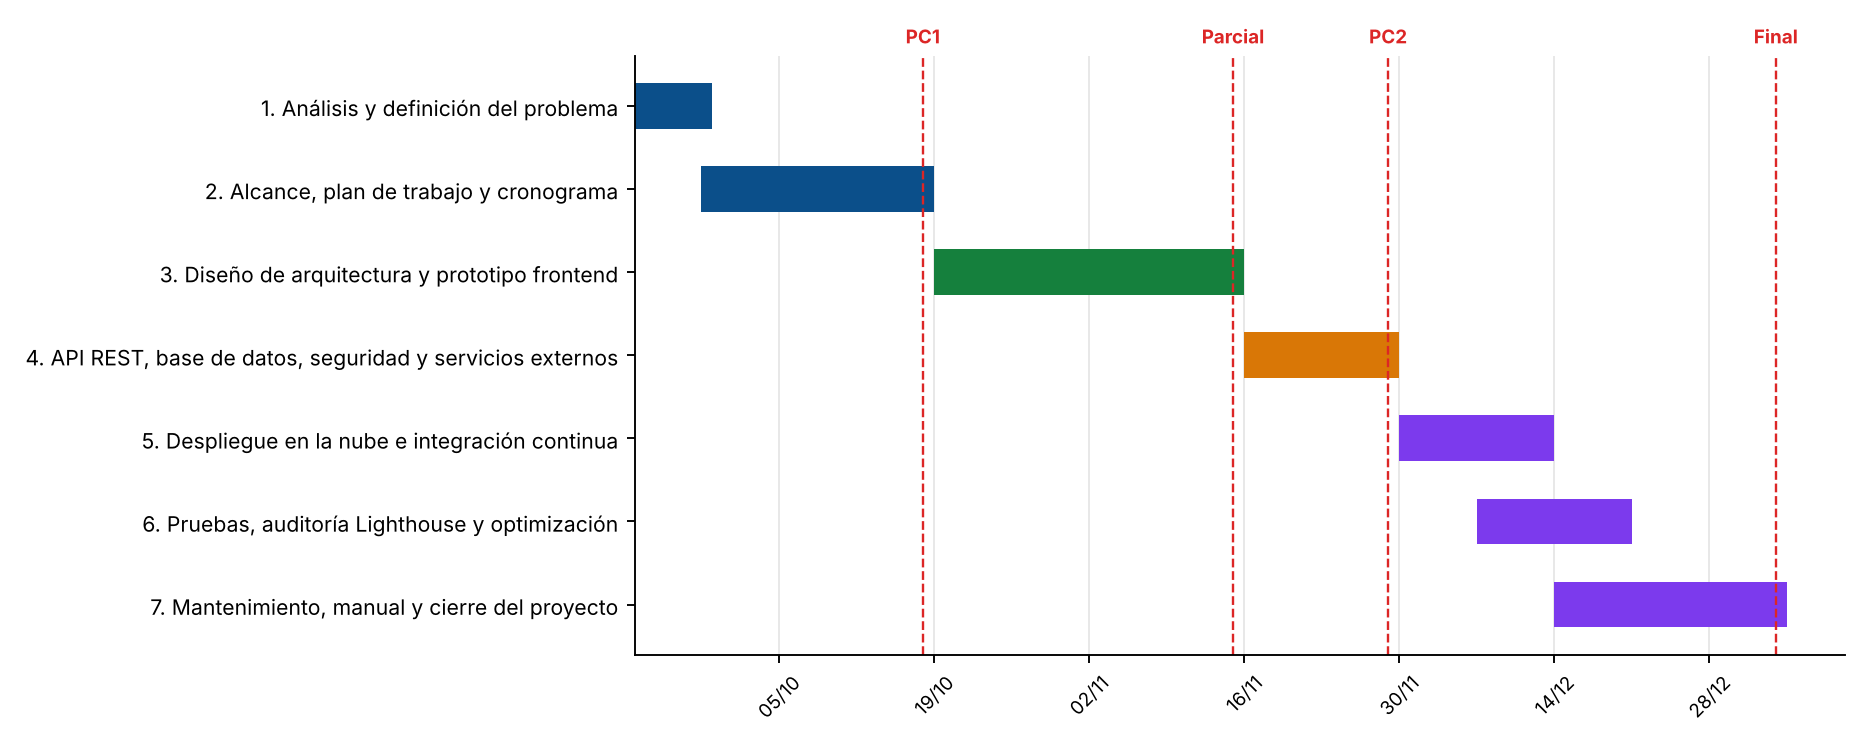 PC1 Parcial PC2 Final
1. Análisis y definición del problema
2. Alcance, plan de trabajo y cronograma
3. Diseño de arquitectura y prototipo frontend
4. API REST, base de datos, seguridad y servicios externos
5. Despliegue en la nube e integración continua
6. Pruebas, auditoría Lighthouse y optimización
7. Mantenimiento, manual y cierre del proyecto
05/10 19/10 02/11 16/11 30/11 14/12 28/12